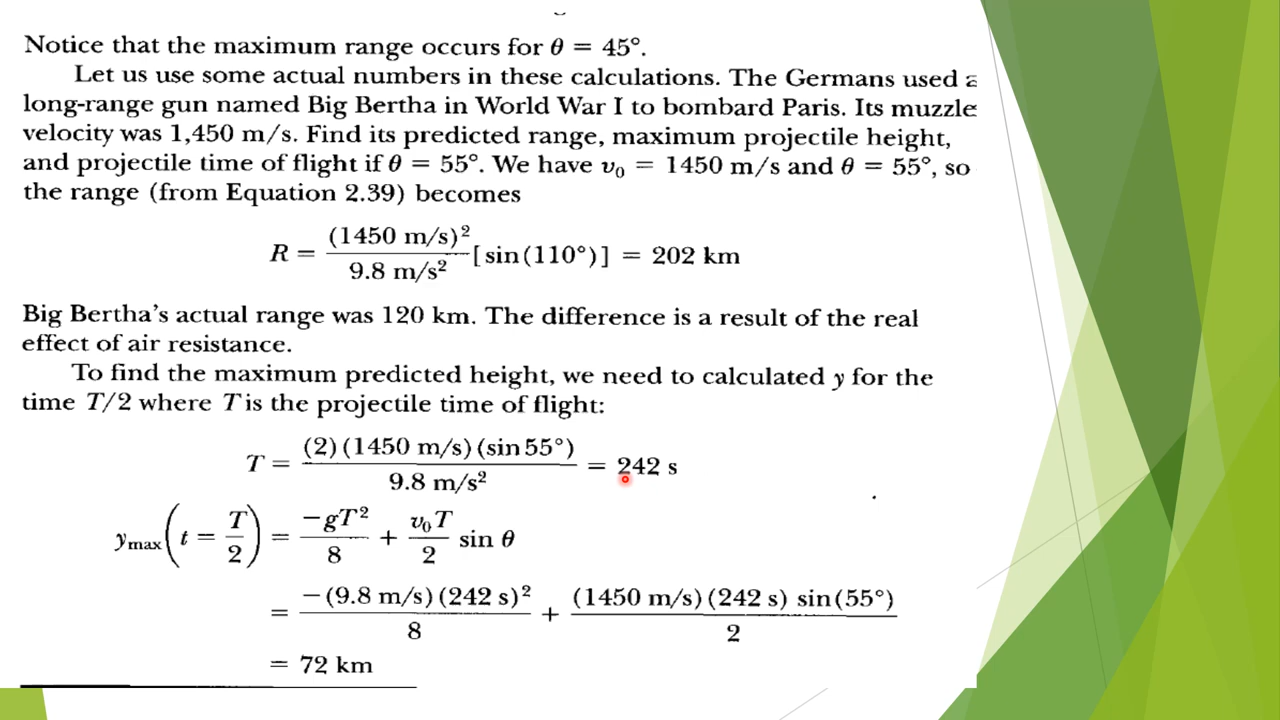 Notice that the maximum range occurs for θ = 45°.
Let us use some actual numbers in these calculations. The Germans used a
long-range gun named Big Bertha in World War I to bombard Paris. Its muzzle
velocity was 1,450 m/s. Find its predicted range, maximum projectile height,
and projectile time of flight if θ = 55°. We have v₀ = 1450 m/s and θ = 55°, so
the range (from Equation 2.39) becomes
R = (1450 m/s)² / 9.8 m/s² [sin(110°)] = 202 km
Big Bertha's actual range was 120 km. The difference is a result of the real
effect of air resistance.
To find the maximum predicted height, we need to calculated y for the
time T/2 where T is the projectile time of flight:
T = (2)(1450 m/s)(sin 55°) / 9.8 m/s² = 242 s
y_max(t = T/2) = −gT²/8 + v₀T/2 sin θ
= −(9.8 m/s)(242 s)² / 8 + (1450 m/s)(242 s) sin(55°) / 2
= 72 km